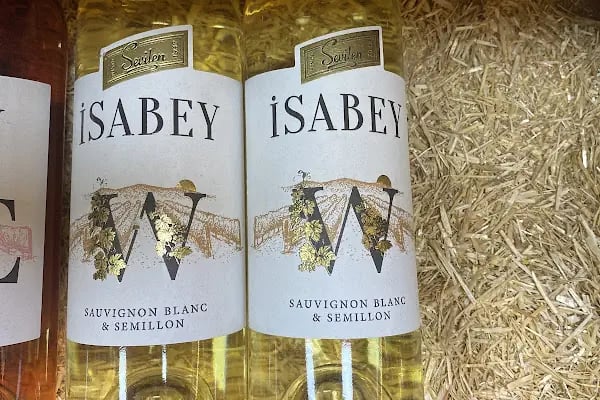 Sevilen
İSABEY
W
SAUVIGNON BLANC
& SEMILLON
Sevilen
İSABEY
W
SAUVIGNON BLANC
& SEMILLON